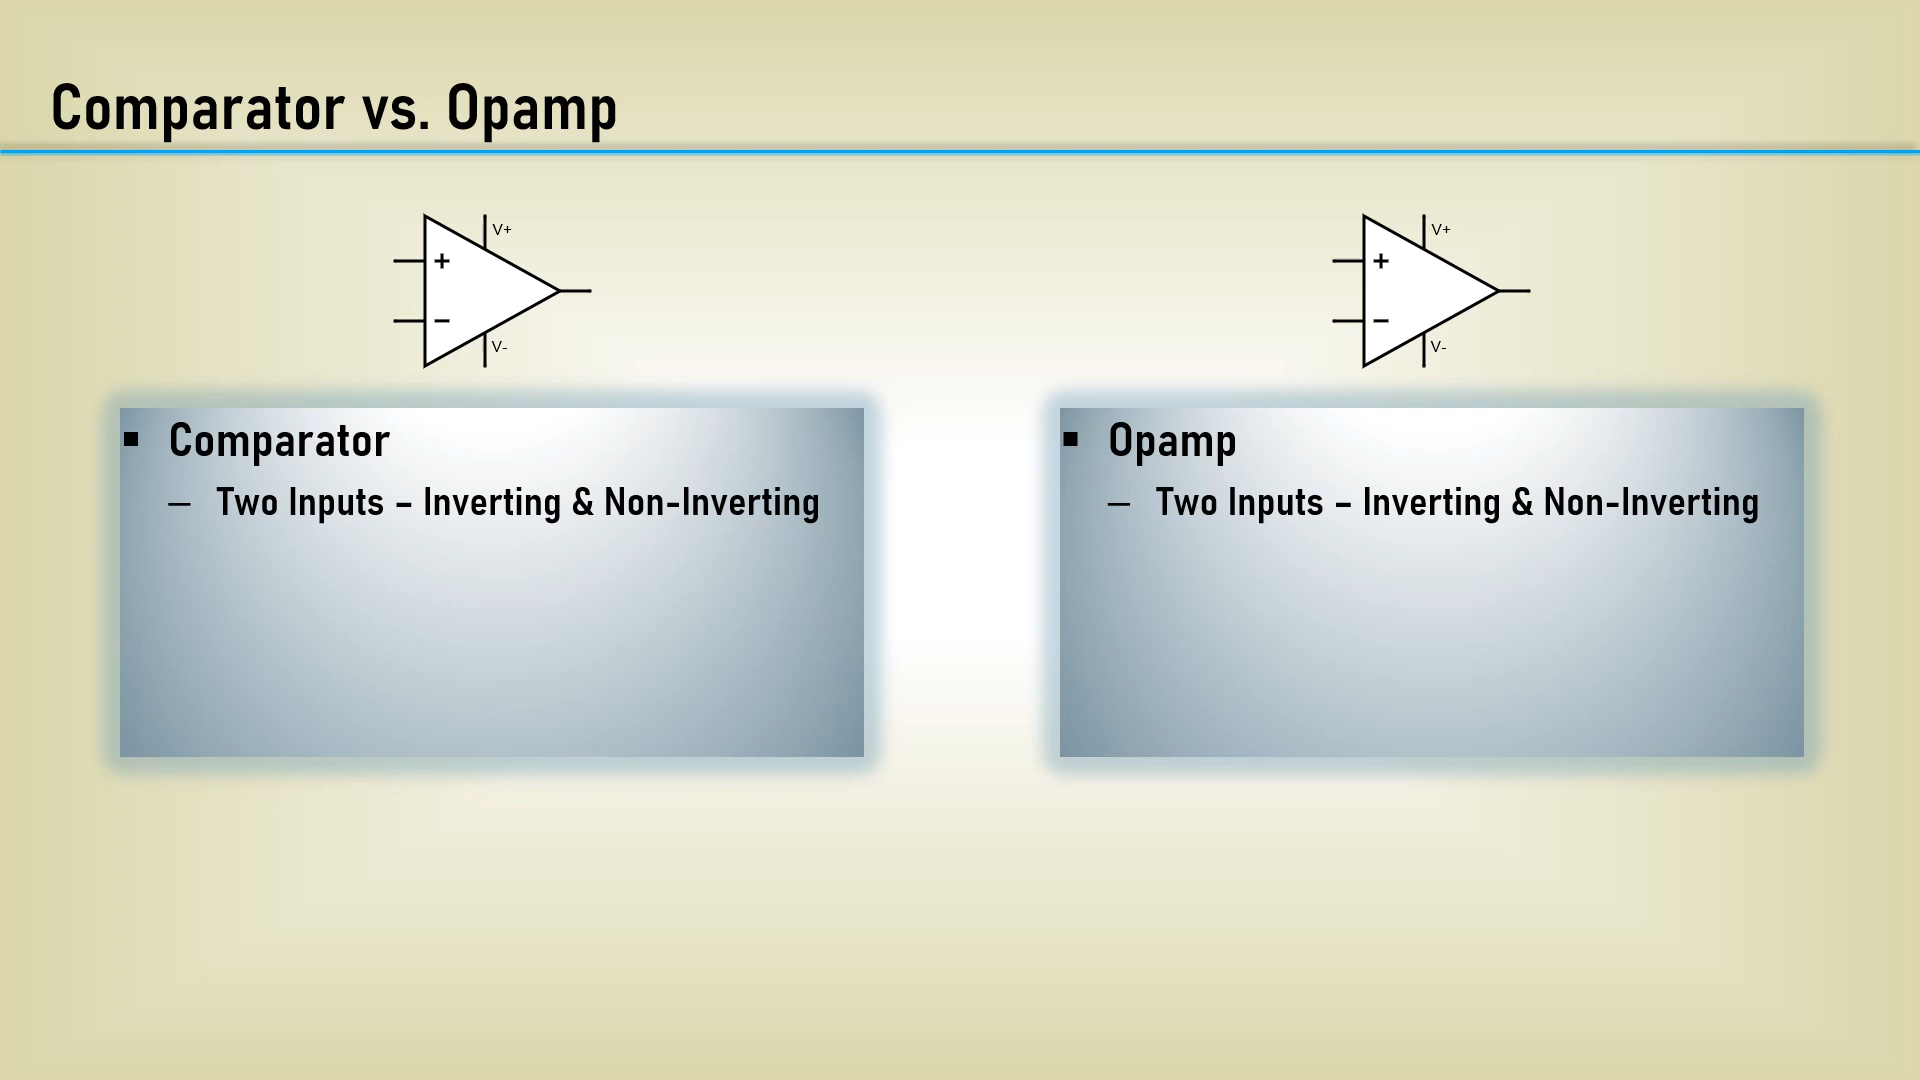 Comparator vs. Opamp
V+
+
−
V-
V+
+
−
V-
▪ Comparator
– Two Inputs – Inverting & Non-Inverting
▪ Opamp
– Two Inputs – Inverting & Non-Inverting